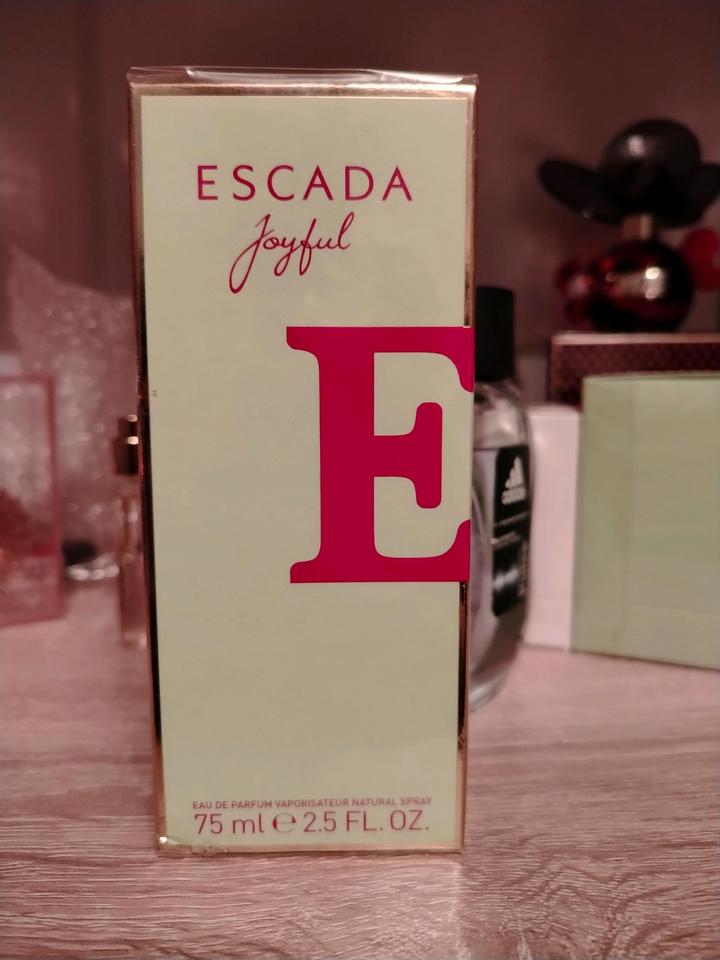 ESCADA
Joyful
E
EAU DE PARFUM VAPORISATEUR NATURAL SPRAY
75 ml ℮ 2.5 FL. OZ.
adidas